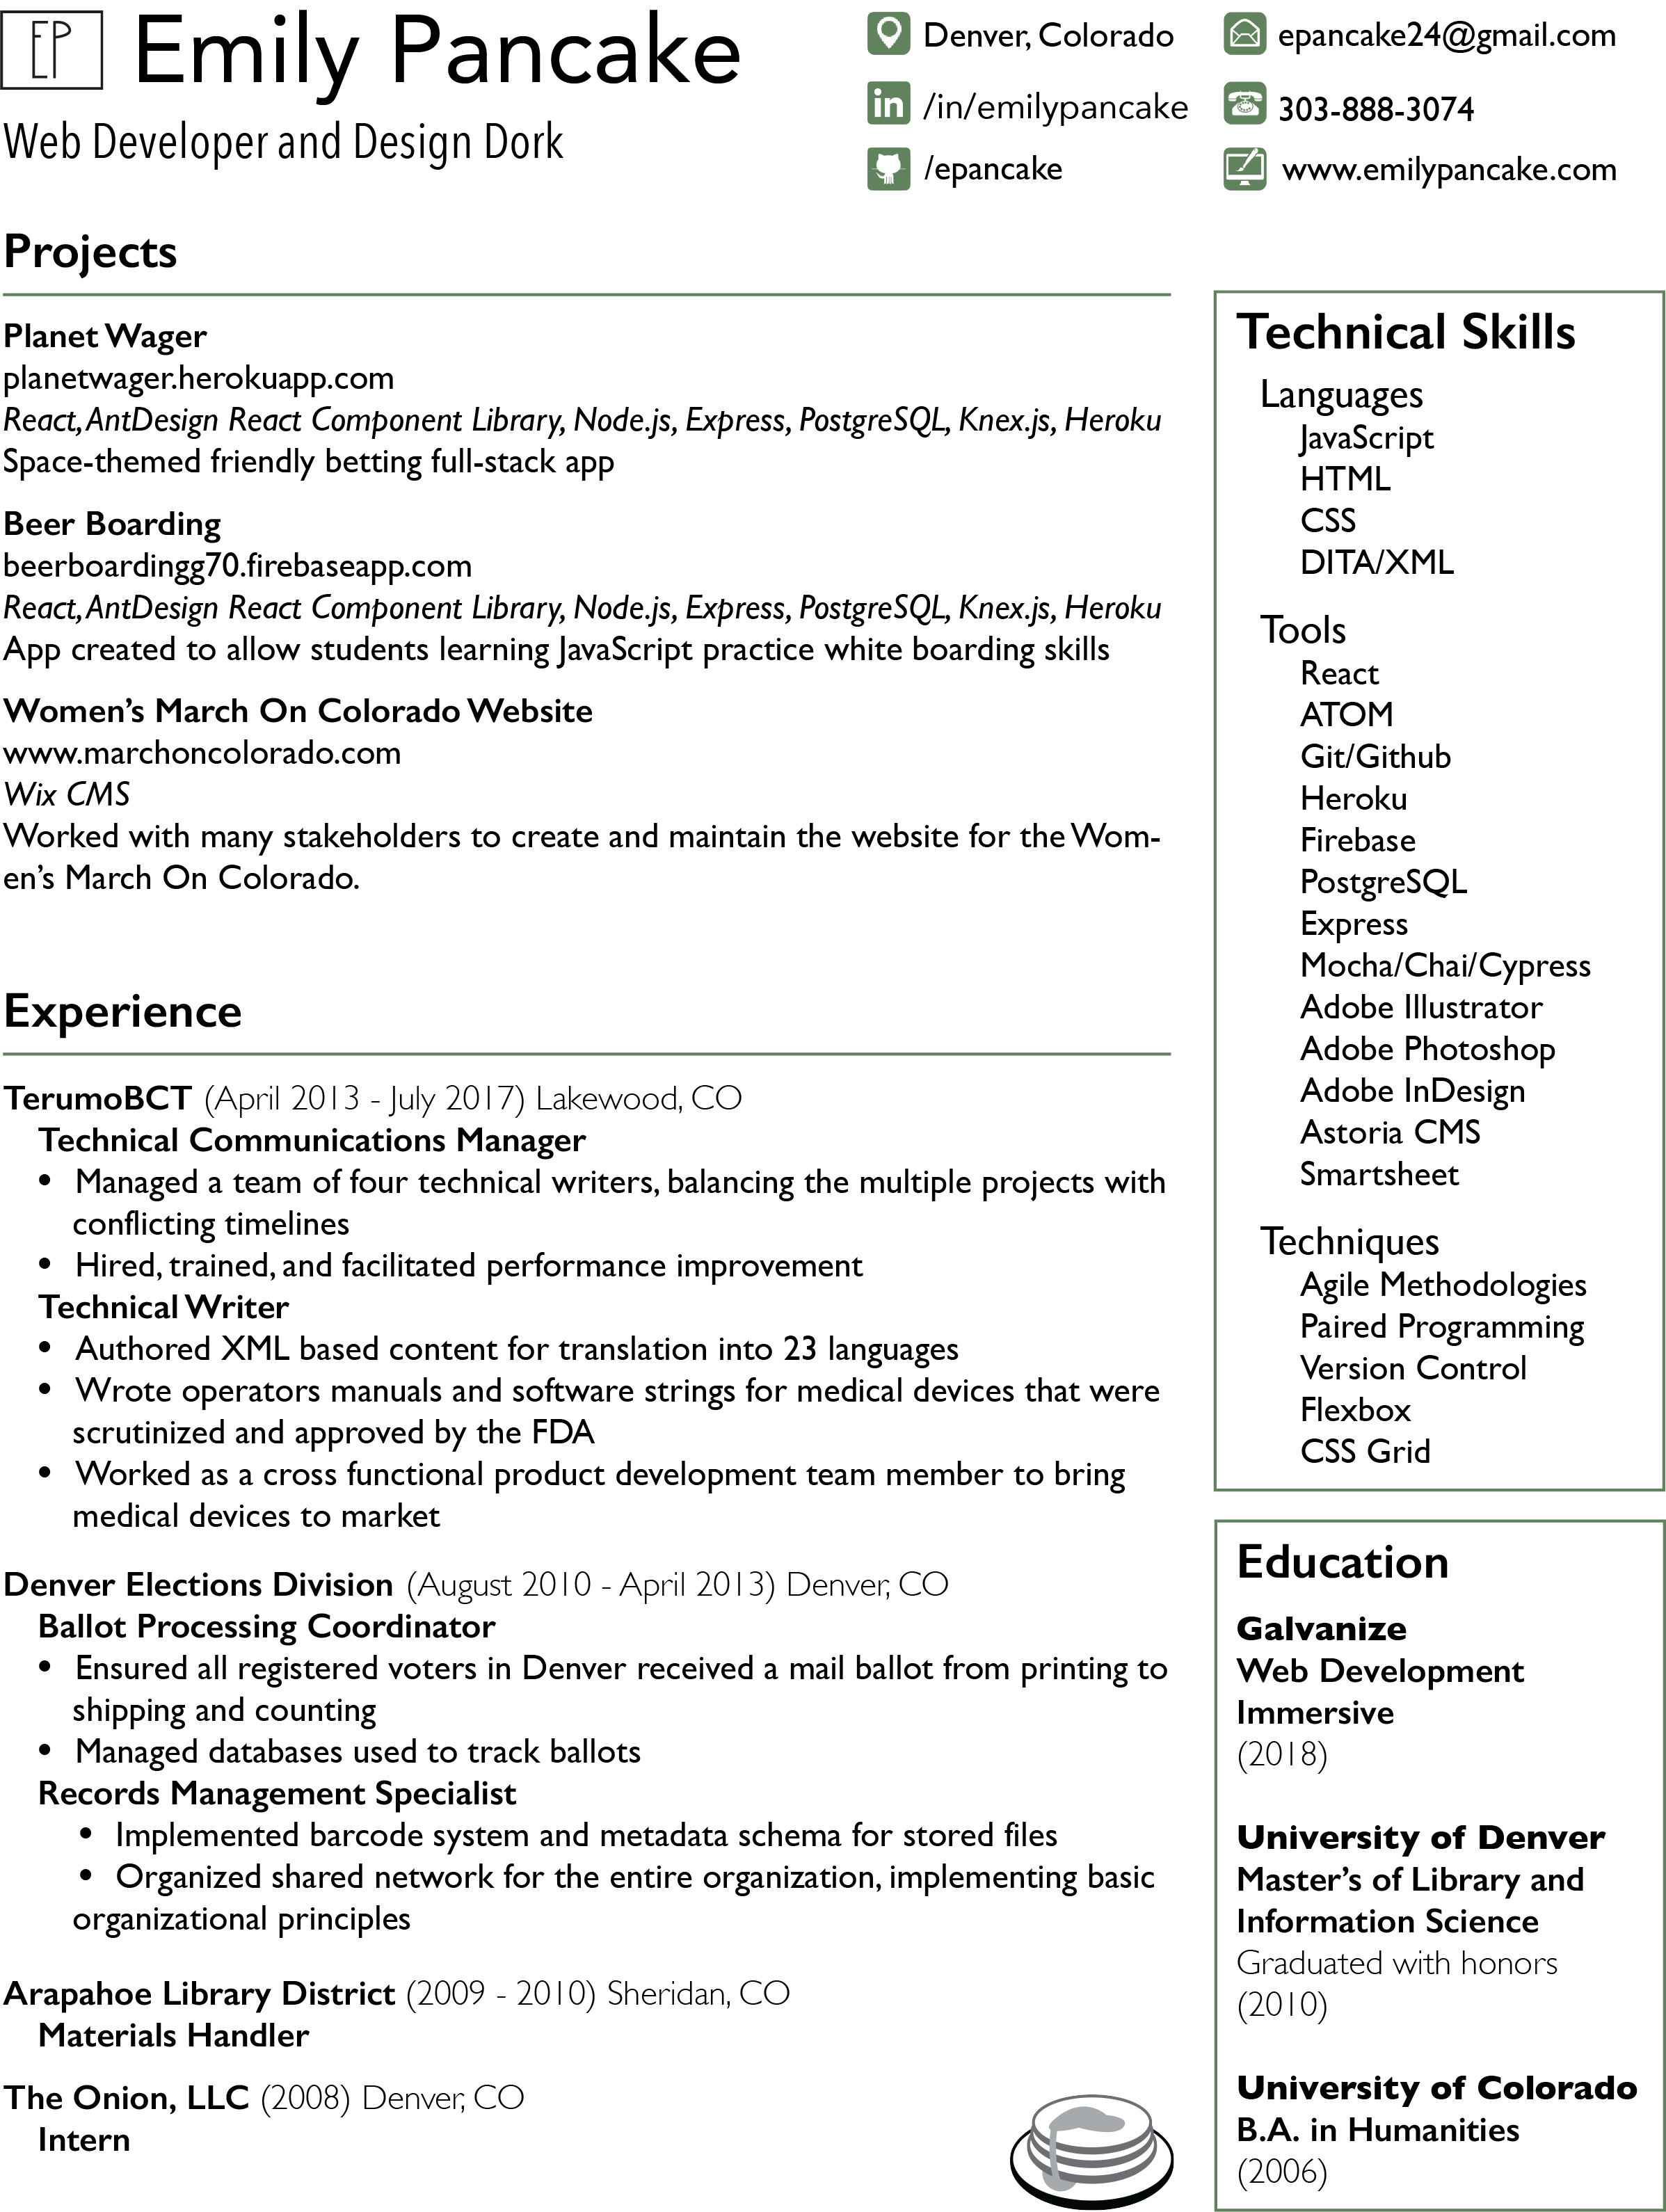 EP
Emily Pancake
Web Developer and Design Dork
Denver, Colorado
/in/emilypancake
/epancake
epancake24@gmail.com
303-888-3074
www.emilypancake.com
Projects
Planet Wager
planetwager.herokuapp.com
React, AntDesign React Component Library, Node.js, Express, PostgreSQL, Knex.js, Heroku
Space-themed friendly betting full-stack app
Beer Boarding
beerboardingg70.firebaseapp.com
React, AntDesign React Component Library, Node.js, Express, PostgreSQL, Knex.js, Heroku
App created to allow students learning JavaScript practice white boarding skills
Women’s March On Colorado Website
www.marchoncolorado.com
Wix CMS
Worked with many stakeholders to create and maintain the website for the Wom-
en’s March On Colorado.
Experience
TerumoBCT (April 2013 - July 2017) Lakewood, CO
Technical Communications Manager
• Managed a team of four technical writers, balancing the multiple projects with
conflicting timelines
• Hired, trained, and facilitated performance improvement
Technical Writer
• Authored XML based content for translation into 23 languages
• Wrote operators manuals and software strings for medical devices that were
scrutinized and approved by the FDA
• Worked as a cross functional product development team member to bring
medical devices to market
Denver Elections Division (August 2010 - April 2013) Denver, CO
Ballot Processing Coordinator
• Ensured all registered voters in Denver received a mail ballot from printing to
shipping and counting
• Managed databases used to track ballots
Records Management Specialist
• Implemented barcode system and metadata schema for stored files
• Organized shared network for the entire organization, implementing basic
organizational principles
Arapahoe Library District (2009 - 2010) Sheridan, CO
Materials Handler
The Onion, LLC (2008) Denver, CO
Intern
Technical Skills
Languages
JavaScript
HTML
CSS
DITA/XML
Tools
React
ATOM
Git/Github
Heroku
Firebase
PostgreSQL
Express
Mocha/Chai/Cypress
Adobe Illustrator
Adobe Photoshop
Adobe InDesign
Astoria CMS
Smartsheet
Techniques
Agile Methodologies
Paired Programming
Version Control
Flexbox
CSS Grid
Education
Galvanize
Web Development
Immersive
(2018)
University of Denver
Master’s of Library and
Information Science
Graduated with honors
(2010)
University of Colorado
B.A. in Humanities
(2006)